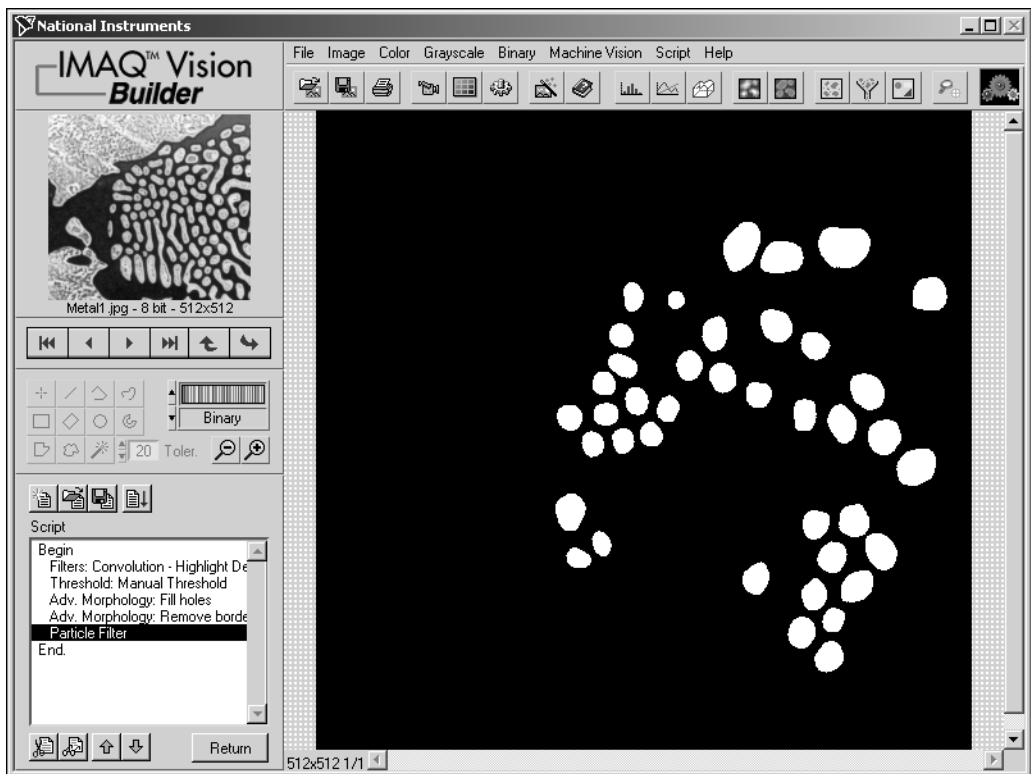 National Instruments
IMAQ™ Vision
Builder
File Image Color Grayscale Binary Machine Vision Script Help
Metal1.jpg - 8 bit - 512x512
Binary
20 Toler.
Script
Begin
Filters: Convolution - Highlight De
Threshold: Manual Threshold
Adv. Morphology: Fill holes
Adv. Morphology: Remove borde
Particle Filter
End.
Return
512x512 1/1